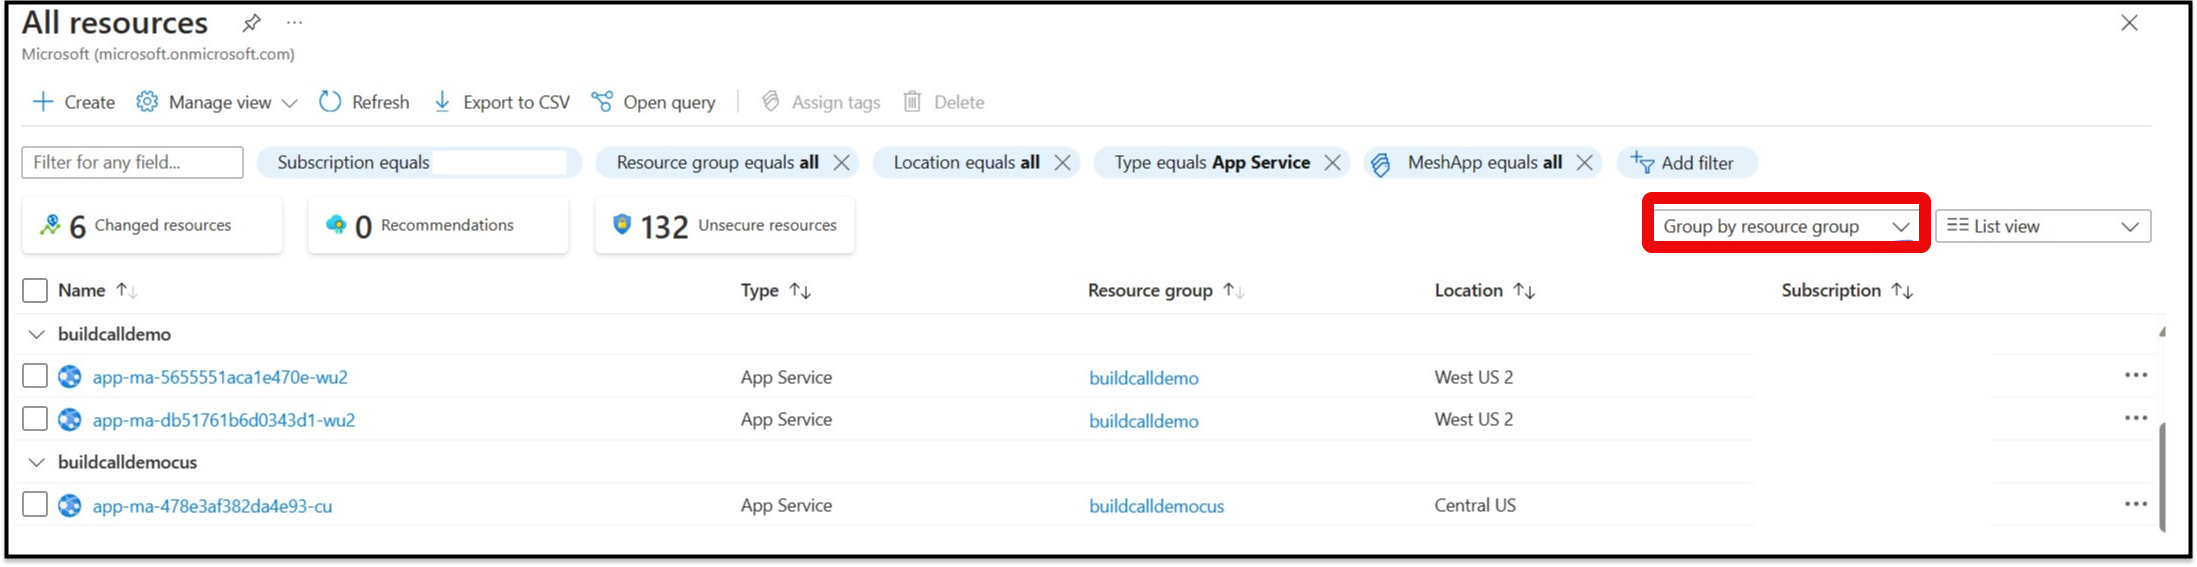 All resources ...
Microsoft (microsoft.onmicrosoft.com)
Create Manage view Refresh Export to CSV Open query Assign tags Delete
Filter for any field... Subscription equals Resource group equals all Location equals all Type equals App Service MeshApp equals all Add filter
6 Changed resources 0 Recommendations 132 Unsecure resources Group by resource group List view
Name Type Resource group Location Subscription
buildcalldemo
app-ma-5655551aca1e470e-wu2 App Service buildcalldemo West US 2
app-ma-db51761b6d0343d1-wu2 App Service buildcalldemo West US 2
buildcalldemocus
app-ma-478e3af382da4e93-cu App Service buildcalldemocus Central US